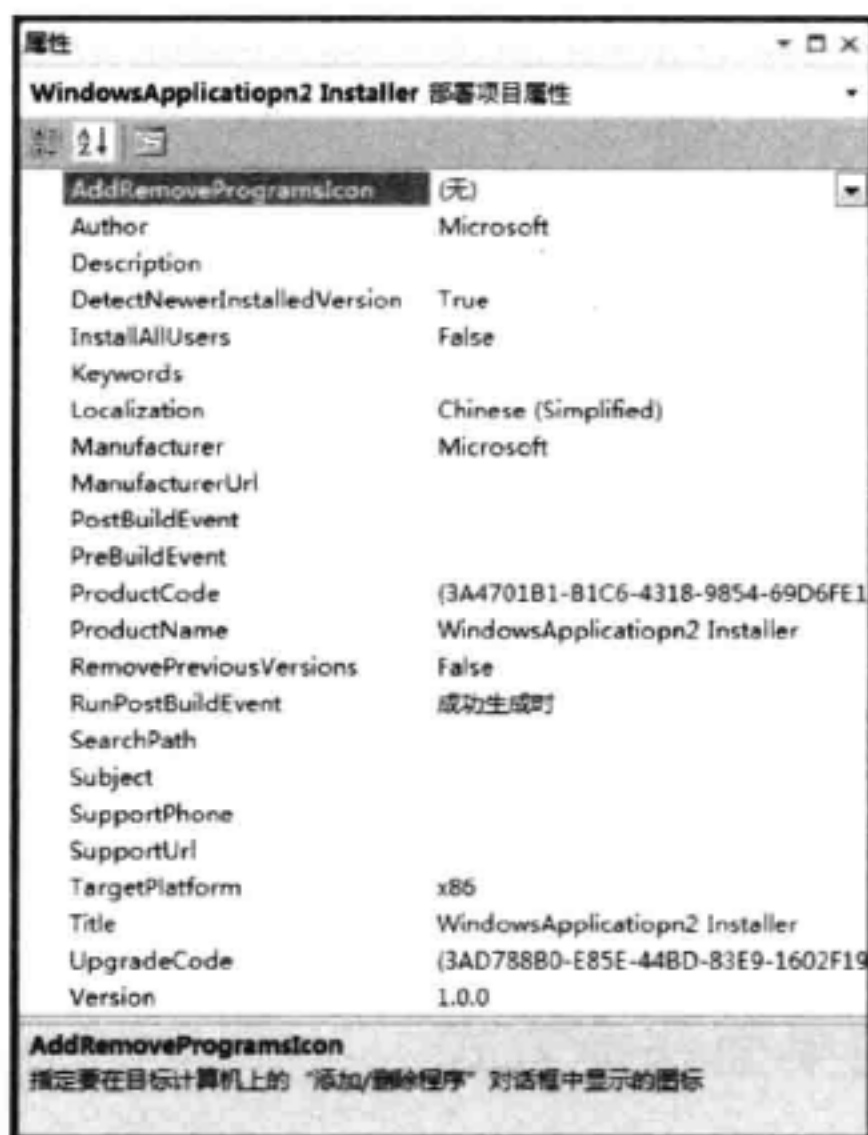 属性
WindowsApplicatiopn2 Installer 部署项目属性
AddRemoveProgramsIcon (无)
Author Microsoft
Description
DetectNewerInstalledVersion True
InstallAllUsers False
Keywords
Localization Chinese (Simplified)
Manufacturer Microsoft
ManufacturerUrl
PostBuildEvent
PreBuildEvent
ProductCode {3A4701B1-B1C6-4318-9854-69D6FE1
ProductName WindowsApplicatiopn2 Installer
RemovePreviousVersions False
RunPostBuildEvent 成功生成时
SearchPath
Subject
SupportPhone
SupportUrl
TargetPlatform x86
Title WindowsApplicatiopn2 Installer
UpgradeCode {3AD788B0-E85E-44BD-83E9-1602F19
Version 1.0.0
AddRemoveProgramsIcon
指定要在目标计算机上的“添加/删除程序”对话框中显示的图标